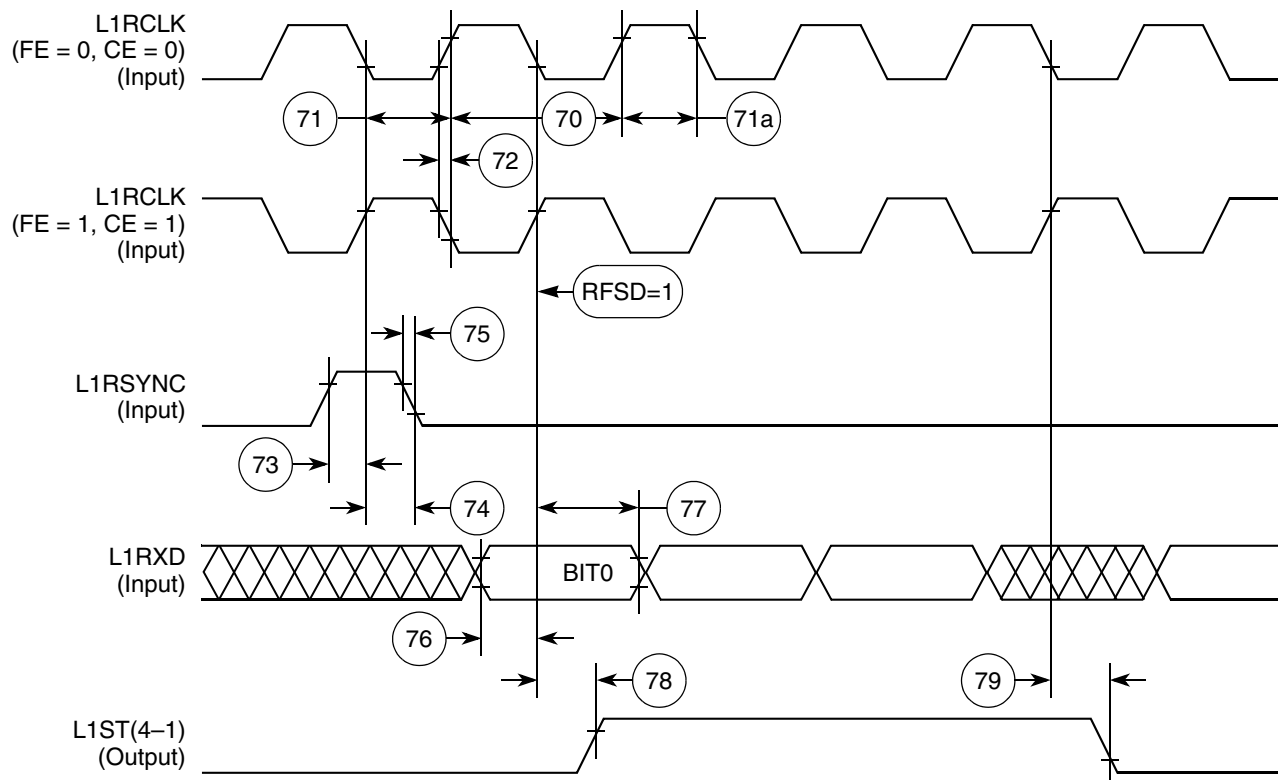 L1RCLK
(FE = 0, CE = 0)
(Input)
71
70
71a
72
L1RCLK
(FE = 1, CE = 1)
(Input)
RFSD=1
75
L1RSYNC
(Input)
73
74
77
L1RXD
(Input)
BIT0
76
78
79
L1ST(4–1)
(Output)